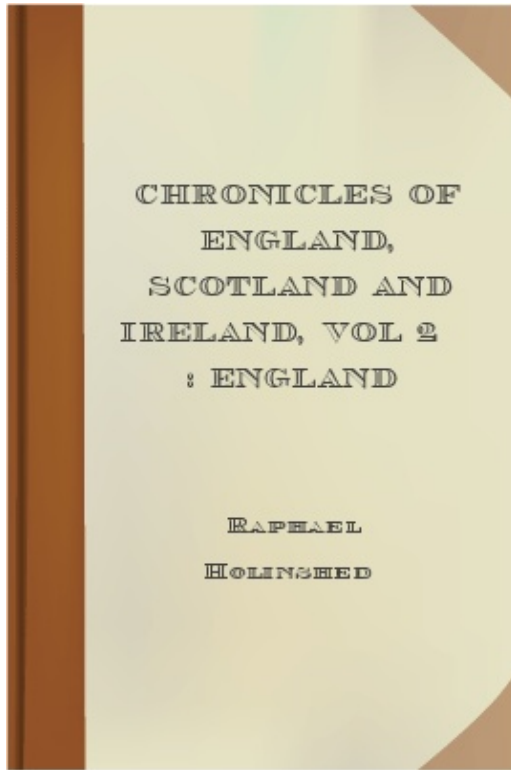 CHRONICLES OF
ENGLAND,
SCOTLAND AND
IRELAND, VOL 2
: ENGLAND
RAPHAEL
HOLINSHED